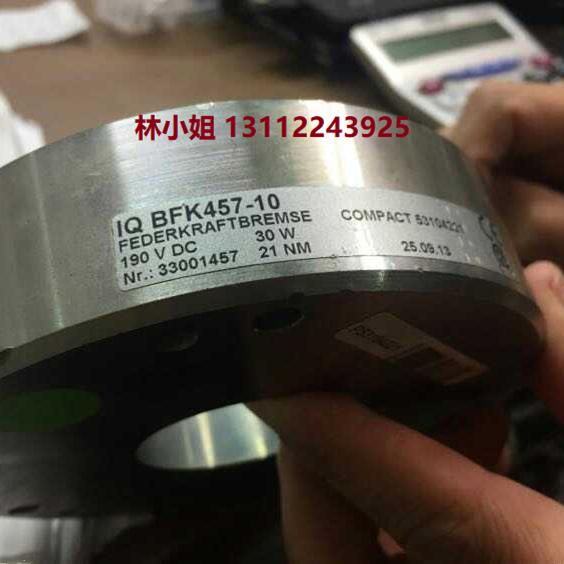 林小姐 13112243925
IQ BFK457-10
FEDERKRAFTBREMSE COMPACT 53104221
190 V DC 30 W
Nr.: 33001457 21 NM 25.09.13